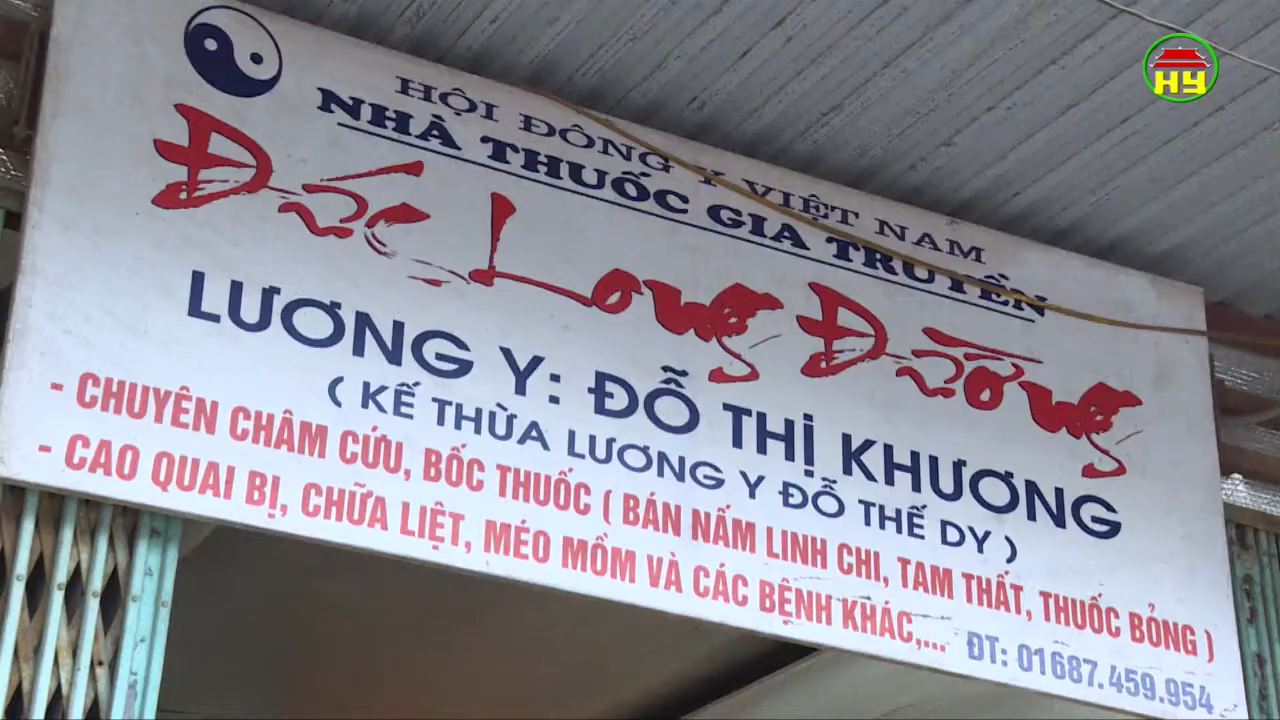 HY
HỘI ĐÔNG Y VIỆT NAM
NHÀ THUỐC GIA TRUYỀN
Đức Long Đường
LƯƠNG Y: ĐỖ THỊ KHƯƠNG
( KẾ THỪA LƯƠNG Y ĐỖ THẾ DY )
- CHUYÊN CHÂM CỨU, BỐC THUỐC ( BÁN NẤM LINH CHI, TAM THẤT, THUỐC BỎNG )
- CAO QUAI BỊ, CHỮA LIỆT, MÉO MỒM VÀ CÁC BỆNH KHÁC,...
ĐT: 01687.459.954